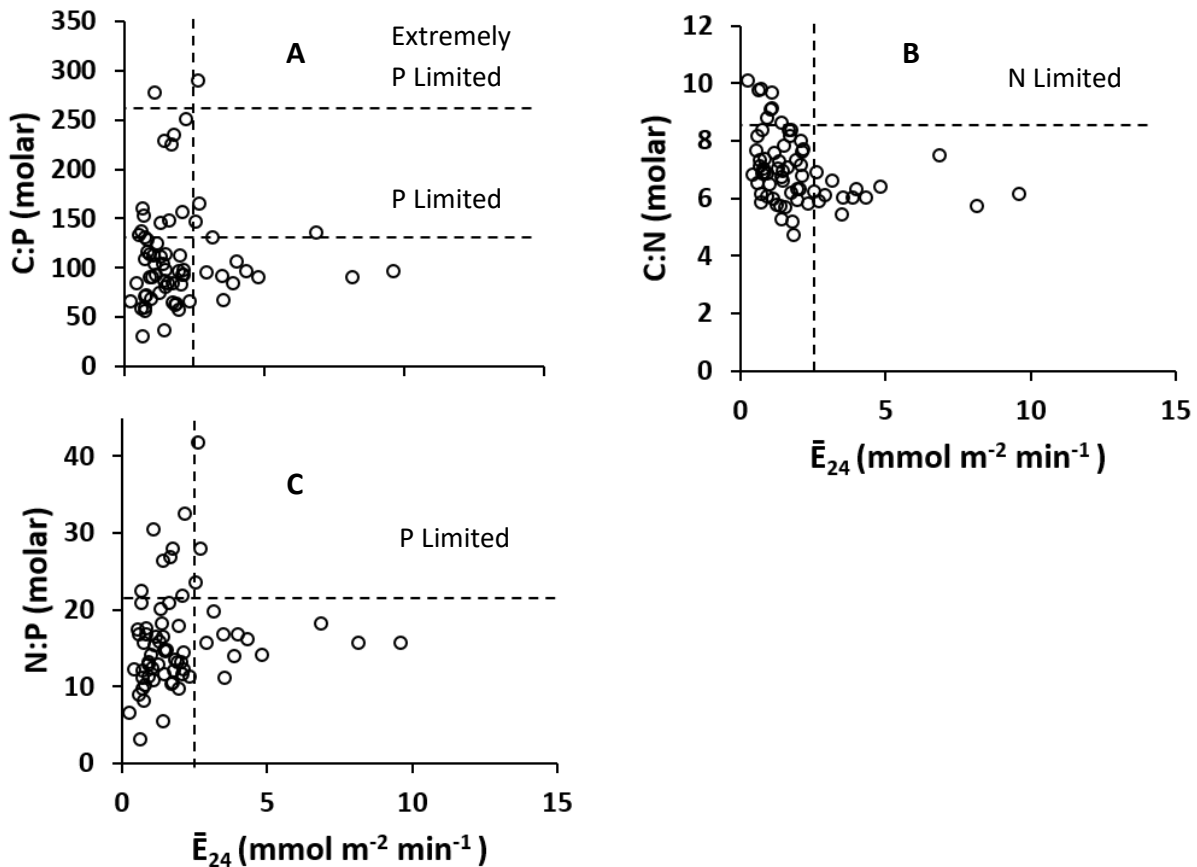 C:P (molar)
350
300
250
200
150
100
50
0
A
Extremely
P Limited
P Limited
C:N (molar)
12
10
8
6
4
2
0
B
N Limited
0 5 10 15
Ē24 (mmol m-2 min-1)
N:P (molar)
40
30
20
10
0
C
P Limited
0 5 10 15
Ē24 (mmol m-2 min-1)